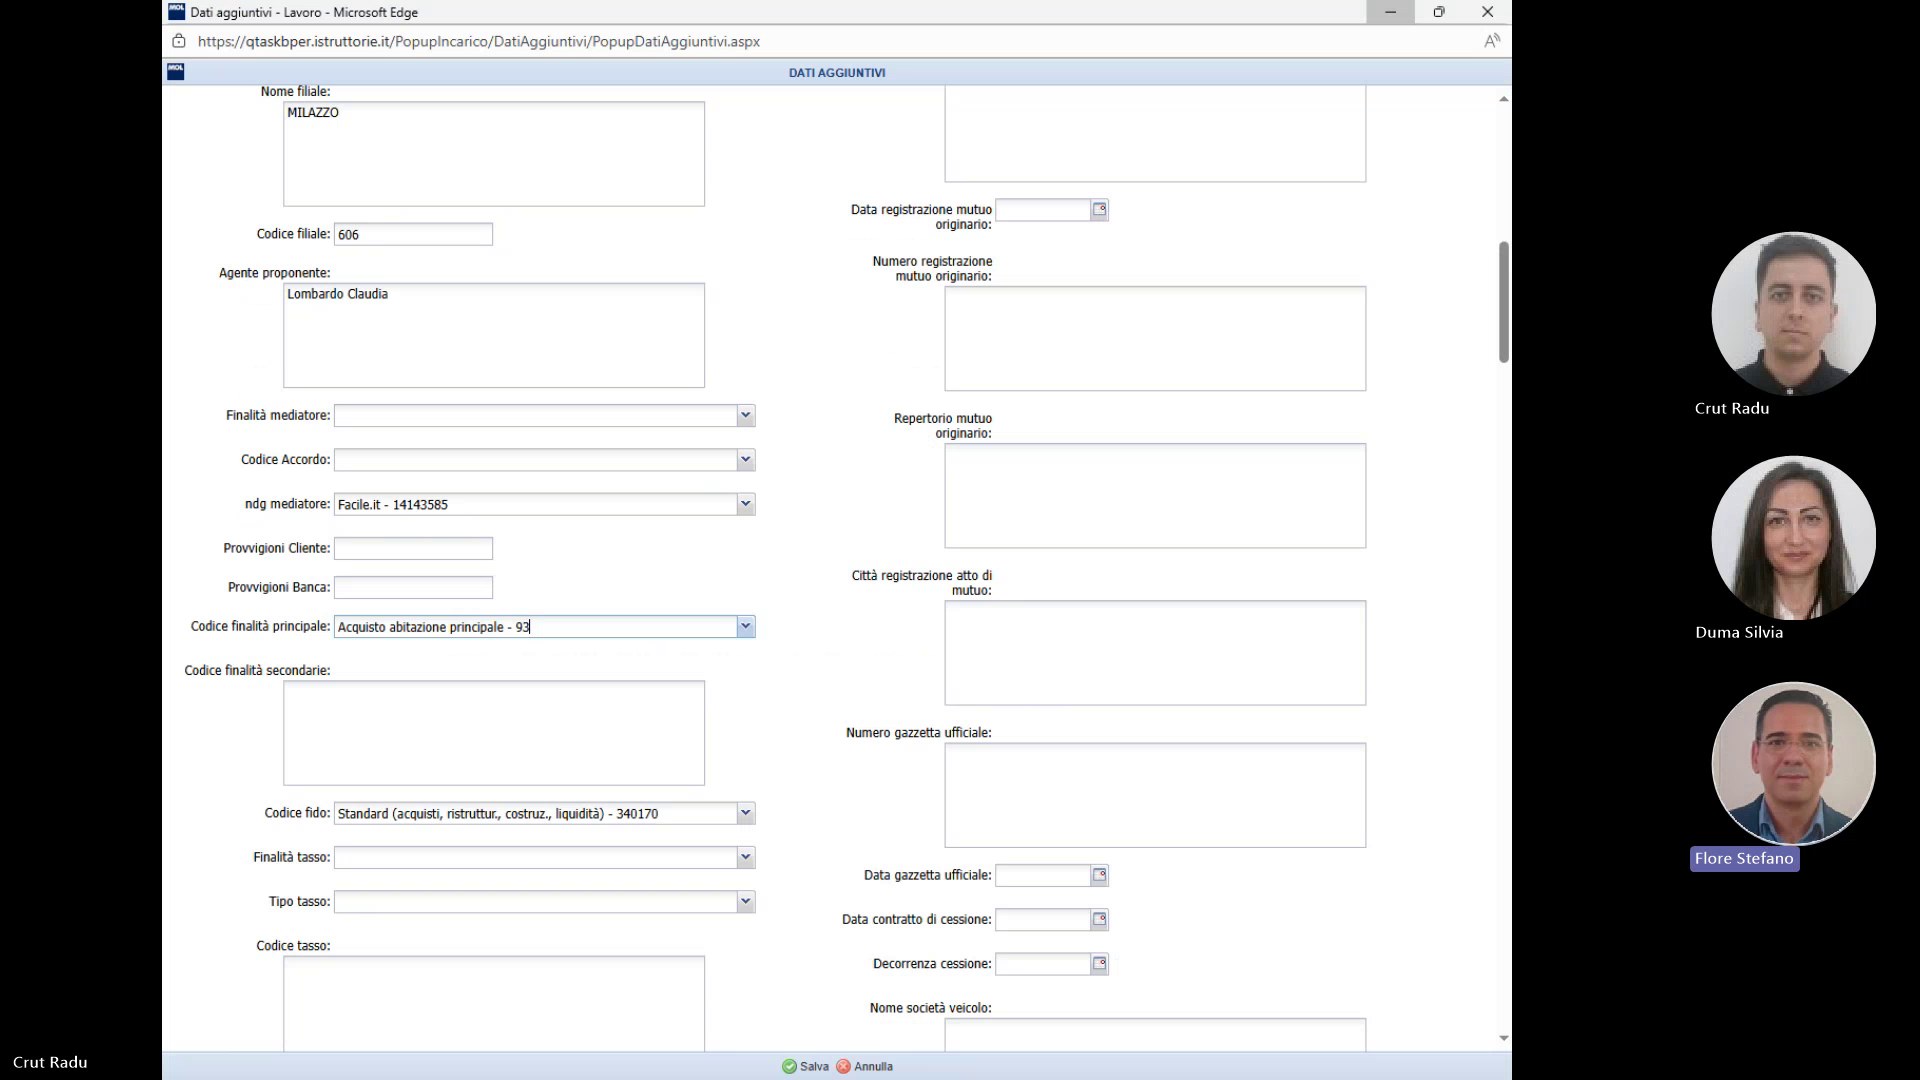 MOL Dati aggiuntivi - Lavoro - Microsoft Edge
https://qtaskbper.istruttorie.it/PopupIncarico/DatiAggiuntivi/PopupDatiAggiuntivi.aspx
MOL DATI AGGIUNTIVI
Nome filiale:
MILAZZO
Codice filiale: 606
Agente proponente:
Lombardo Claudia
Finalità mediatore:
Codice Accordo:
ndg mediatore: Facile.it - 14143585
Provvigioni Cliente:
Provvigioni Banca:
Codice finalità principale: Acquisto abitazione principale - 93
Codice finalità secondarie:
Codice fido: Standard (acquisti, ristruttur., costruz., liquidità) - 340170
Finalità tasso:
Tipo tasso:
Codice tasso:
Data registrazione mutuo
originario:
Numero registrazione
mutuo originario:
Repertorio mutuo
originario:
Città registrazione atto di
mutuo:
Numero gazzetta ufficiale:
Data gazzetta ufficiale:
Data contratto di cessione:
Decorrenza cessione:
Nome società veicolo:
Salva Annulla
Crut Radu
Duma Silvia
Flore Stefano
Crut Radu